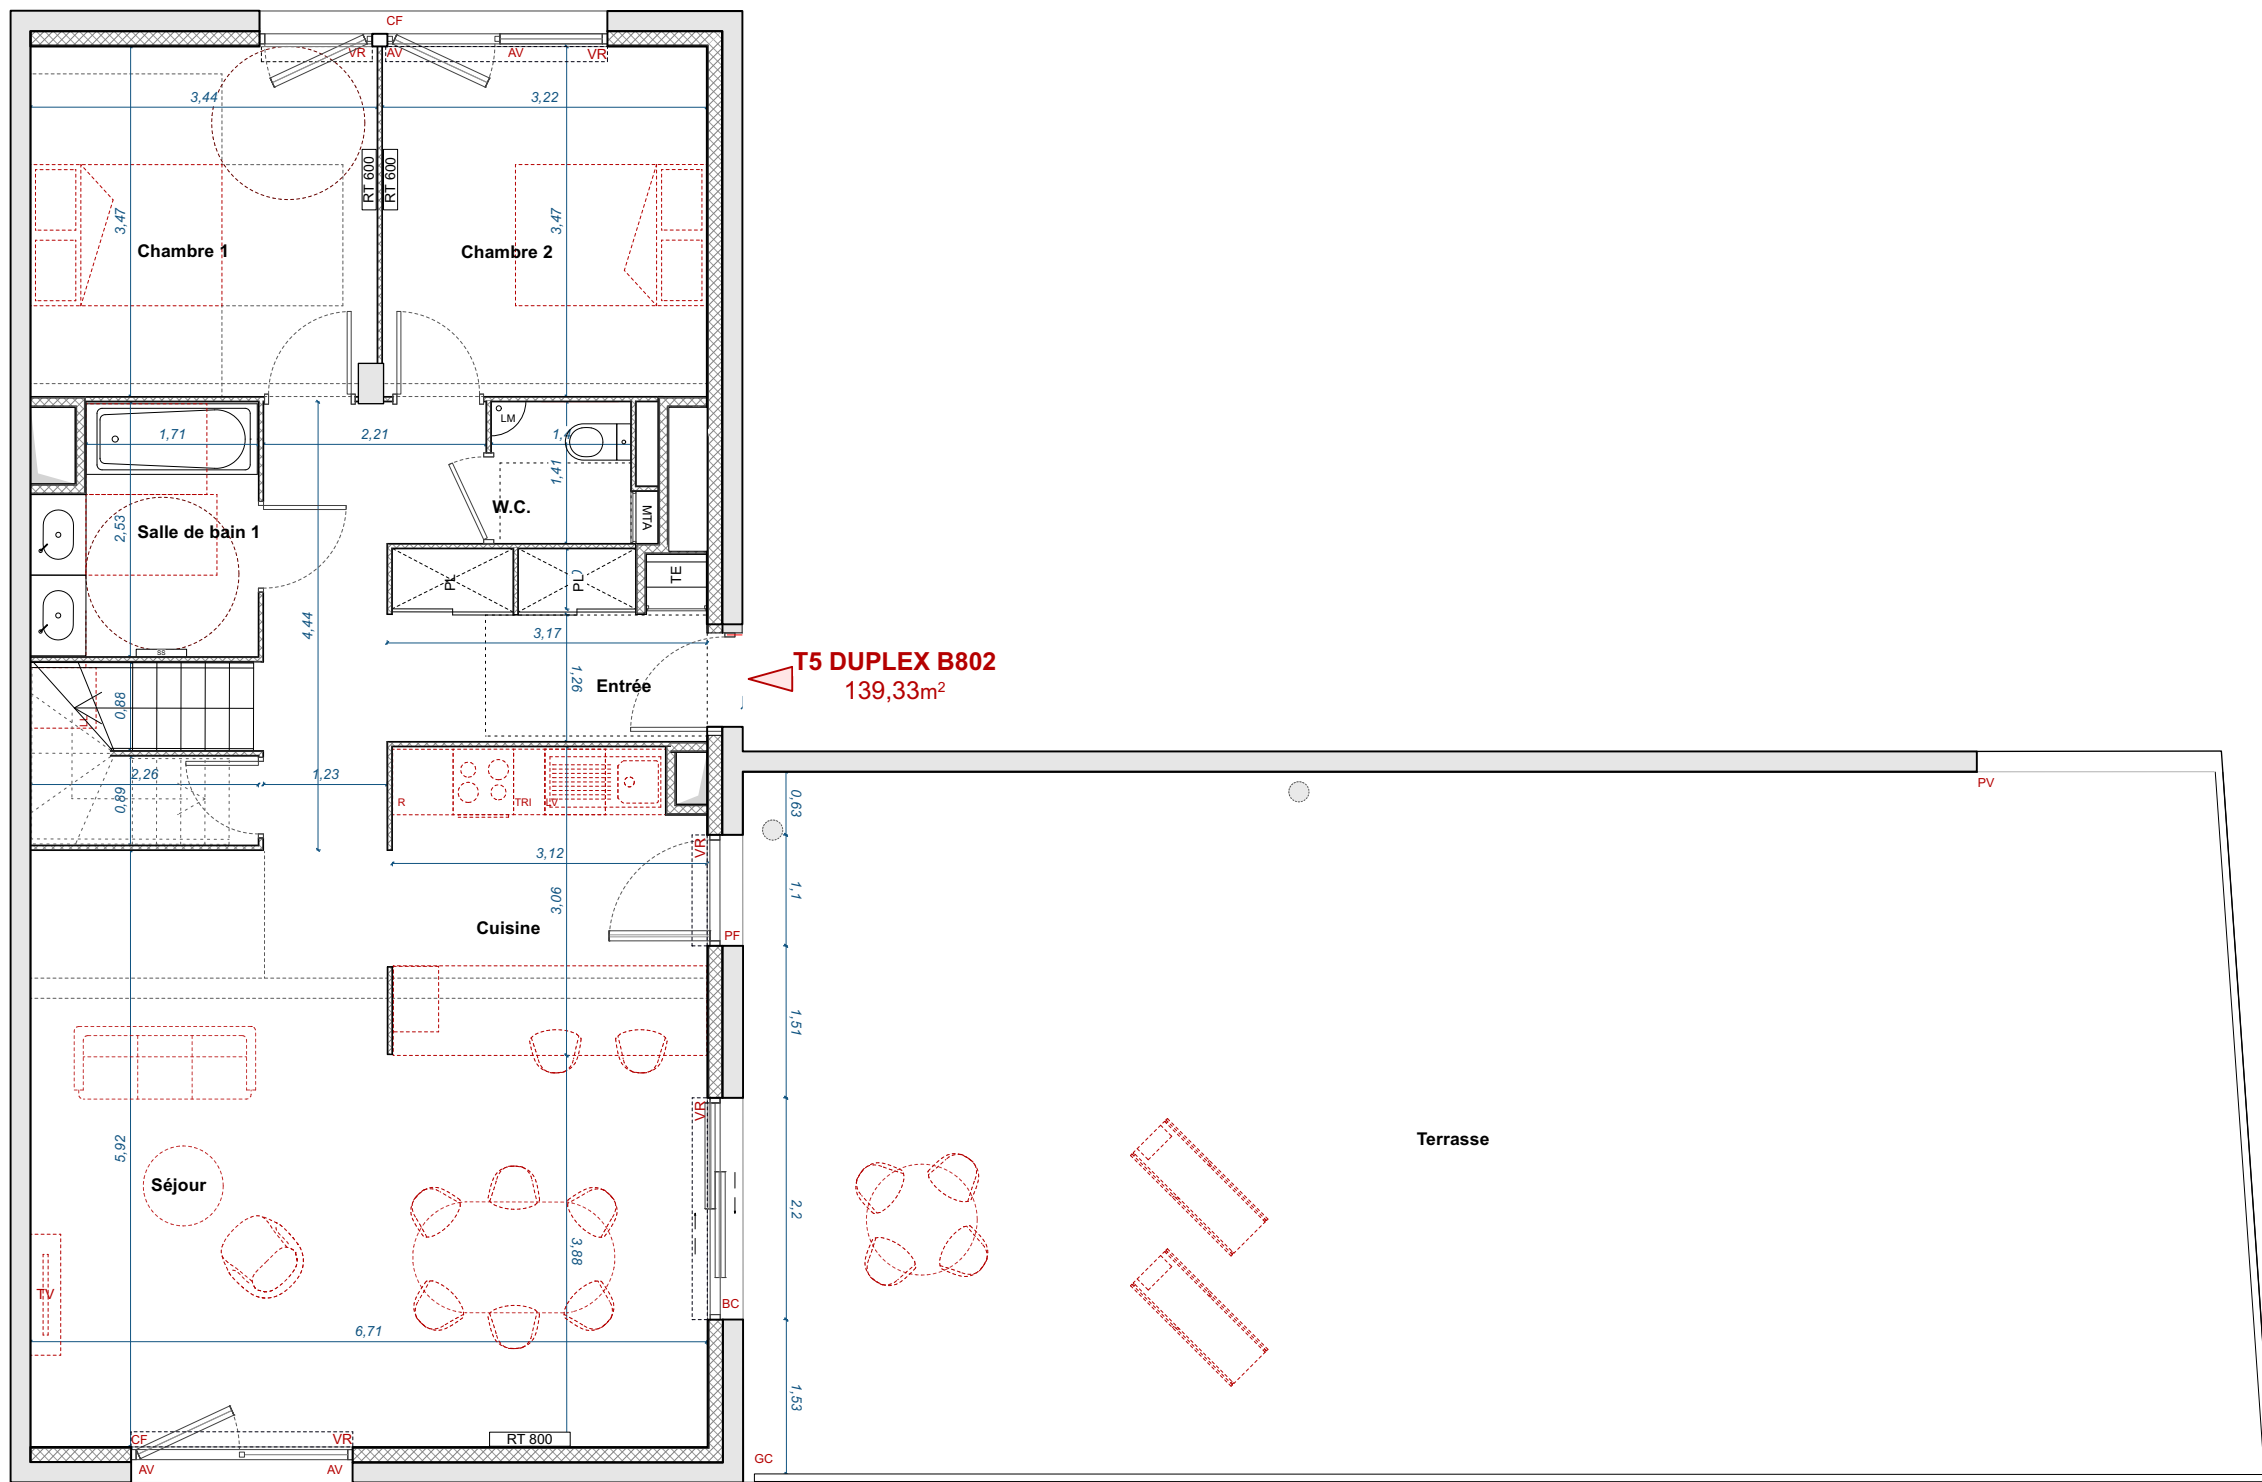 CF
VR
AV
AV
VR
3,44
3,22
RT 600
RT 600
3,47
3,47
Chambre 1
Chambre 2
LM
1,71
2,21
1,4
1,41
W.C.
MTA
2,53
Salle de bain 1
PL
PL
TE
4,44
3,17
SS
1,26
Entrée
T5 DUPLEX B802
139,33m²
0,88
2,26
1,23
0,89
R
TRI
LV
PV
0,63
3,12
VR
1,1
3,06
Cuisine
PF
1,51
VR
5,92
Terrasse
Séjour
2,2
3,88
TV
BC
6,71
1,53
CF
VR
RT 800
AV
AV
GC